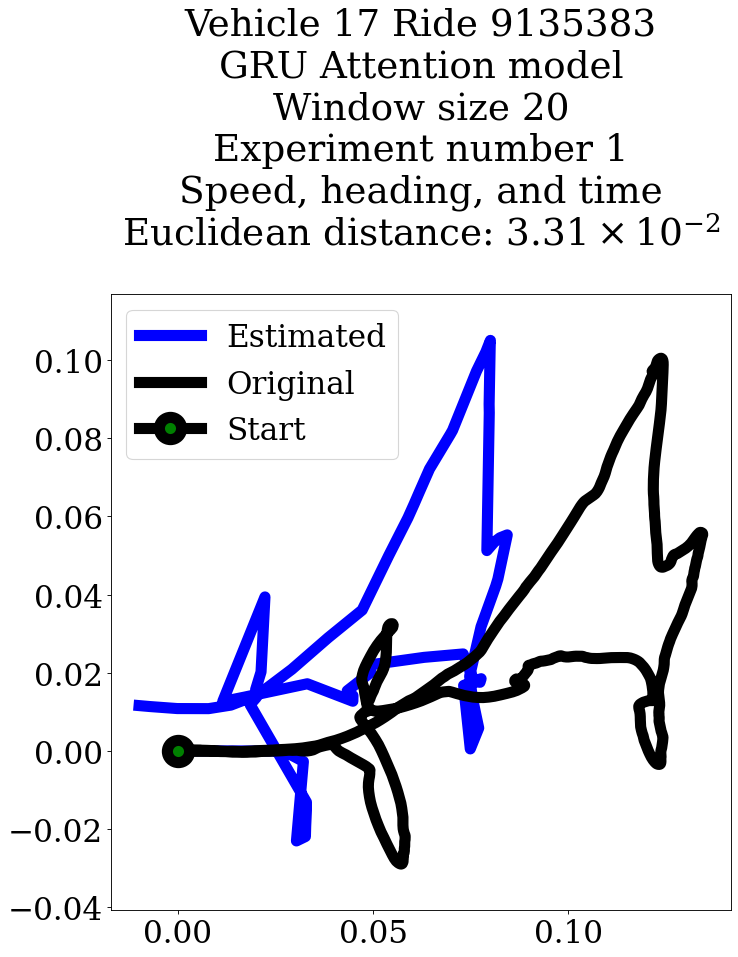 Vehicle 17 Ride 9135383
GRU Attention model
Window size 20
Experiment number 1
Speed, heading, and time
Euclidean distance: 3.31 × 10⁻²
Estimated
Original
Start
0.10
0.08
0.06
0.04
0.02
0.00
−0.02
−0.04
0.00 0.05 0.10